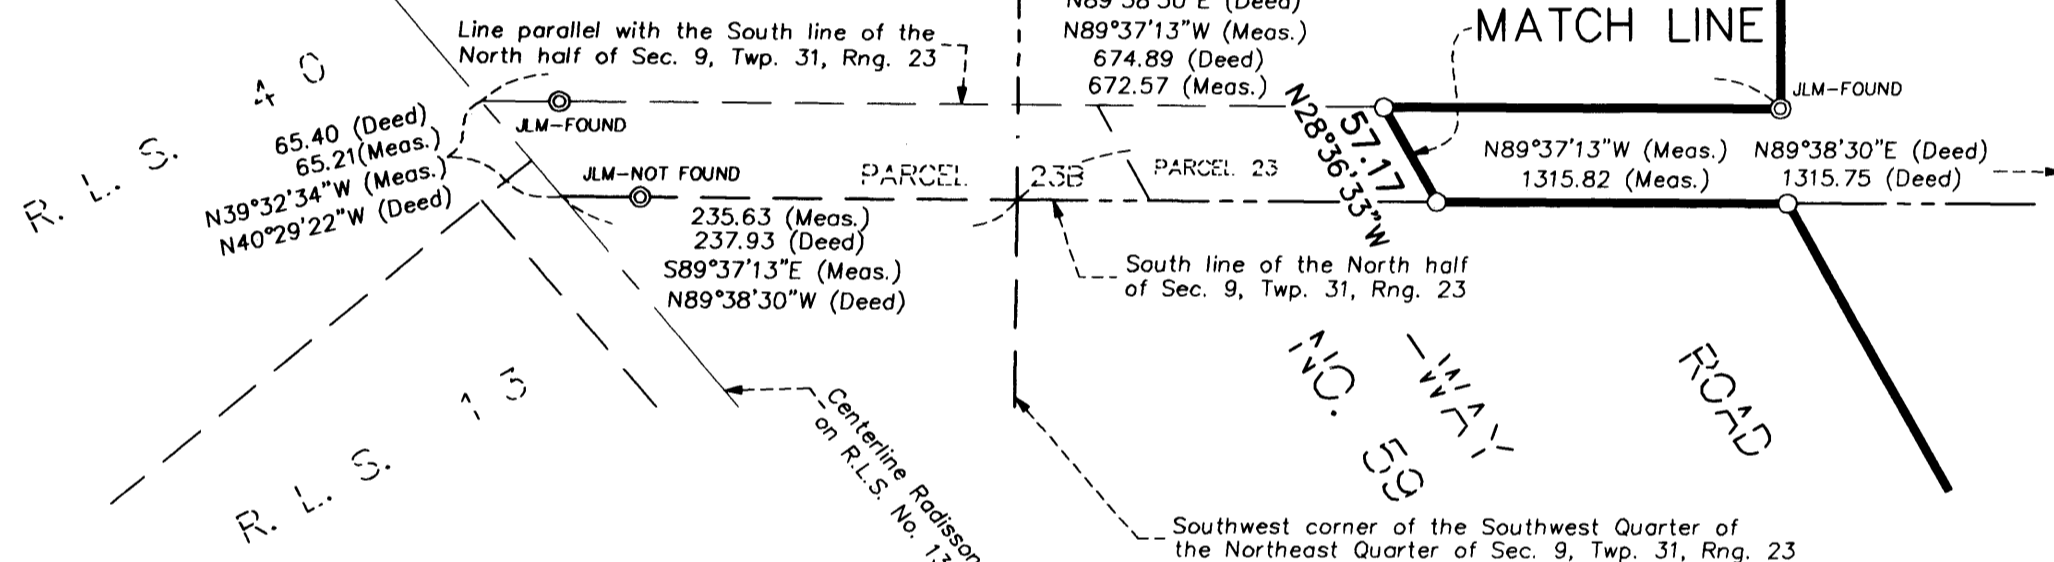 Line parallel with the South line of the
North half of Sec. 9, Twp. 31, Rng. 23
N89°38'30"E (Deed)
N89°37'13"W (Meas.)
674.89 (Deed)
672.57 (Meas.)
MATCH LINE
JLM-FOUND
R. L. S. 40
65.40 (Deed)
65.21(Meas.)
N39°32'34"W (Meas.)
N40°29'22"W (Deed)
JLM-FOUND
JLM-NOT FOUND
PARCEL 23B
PARCEL 23
57.17
N28°36'33"W
N89°37'13"W (Meas.)
1315.82 (Meas.)
N89°38'30"E (Deed)
1315.75 (Deed)
235.63 (Meas.)
237.93 (Deed)
S89°37'13"E (Meas.)
N89°38'30"W (Deed)
South line of the North half
of Sec. 9, Twp. 31, Rng. 23
R. L. S. 13
Centerline Radisson
on R.L.S. No. 13
NO. 59
-WAY
ROAD
Southwest corner of the Southwest Quarter of
the Northeast Quarter of Sec. 9, Twp. 31, Rng. 23